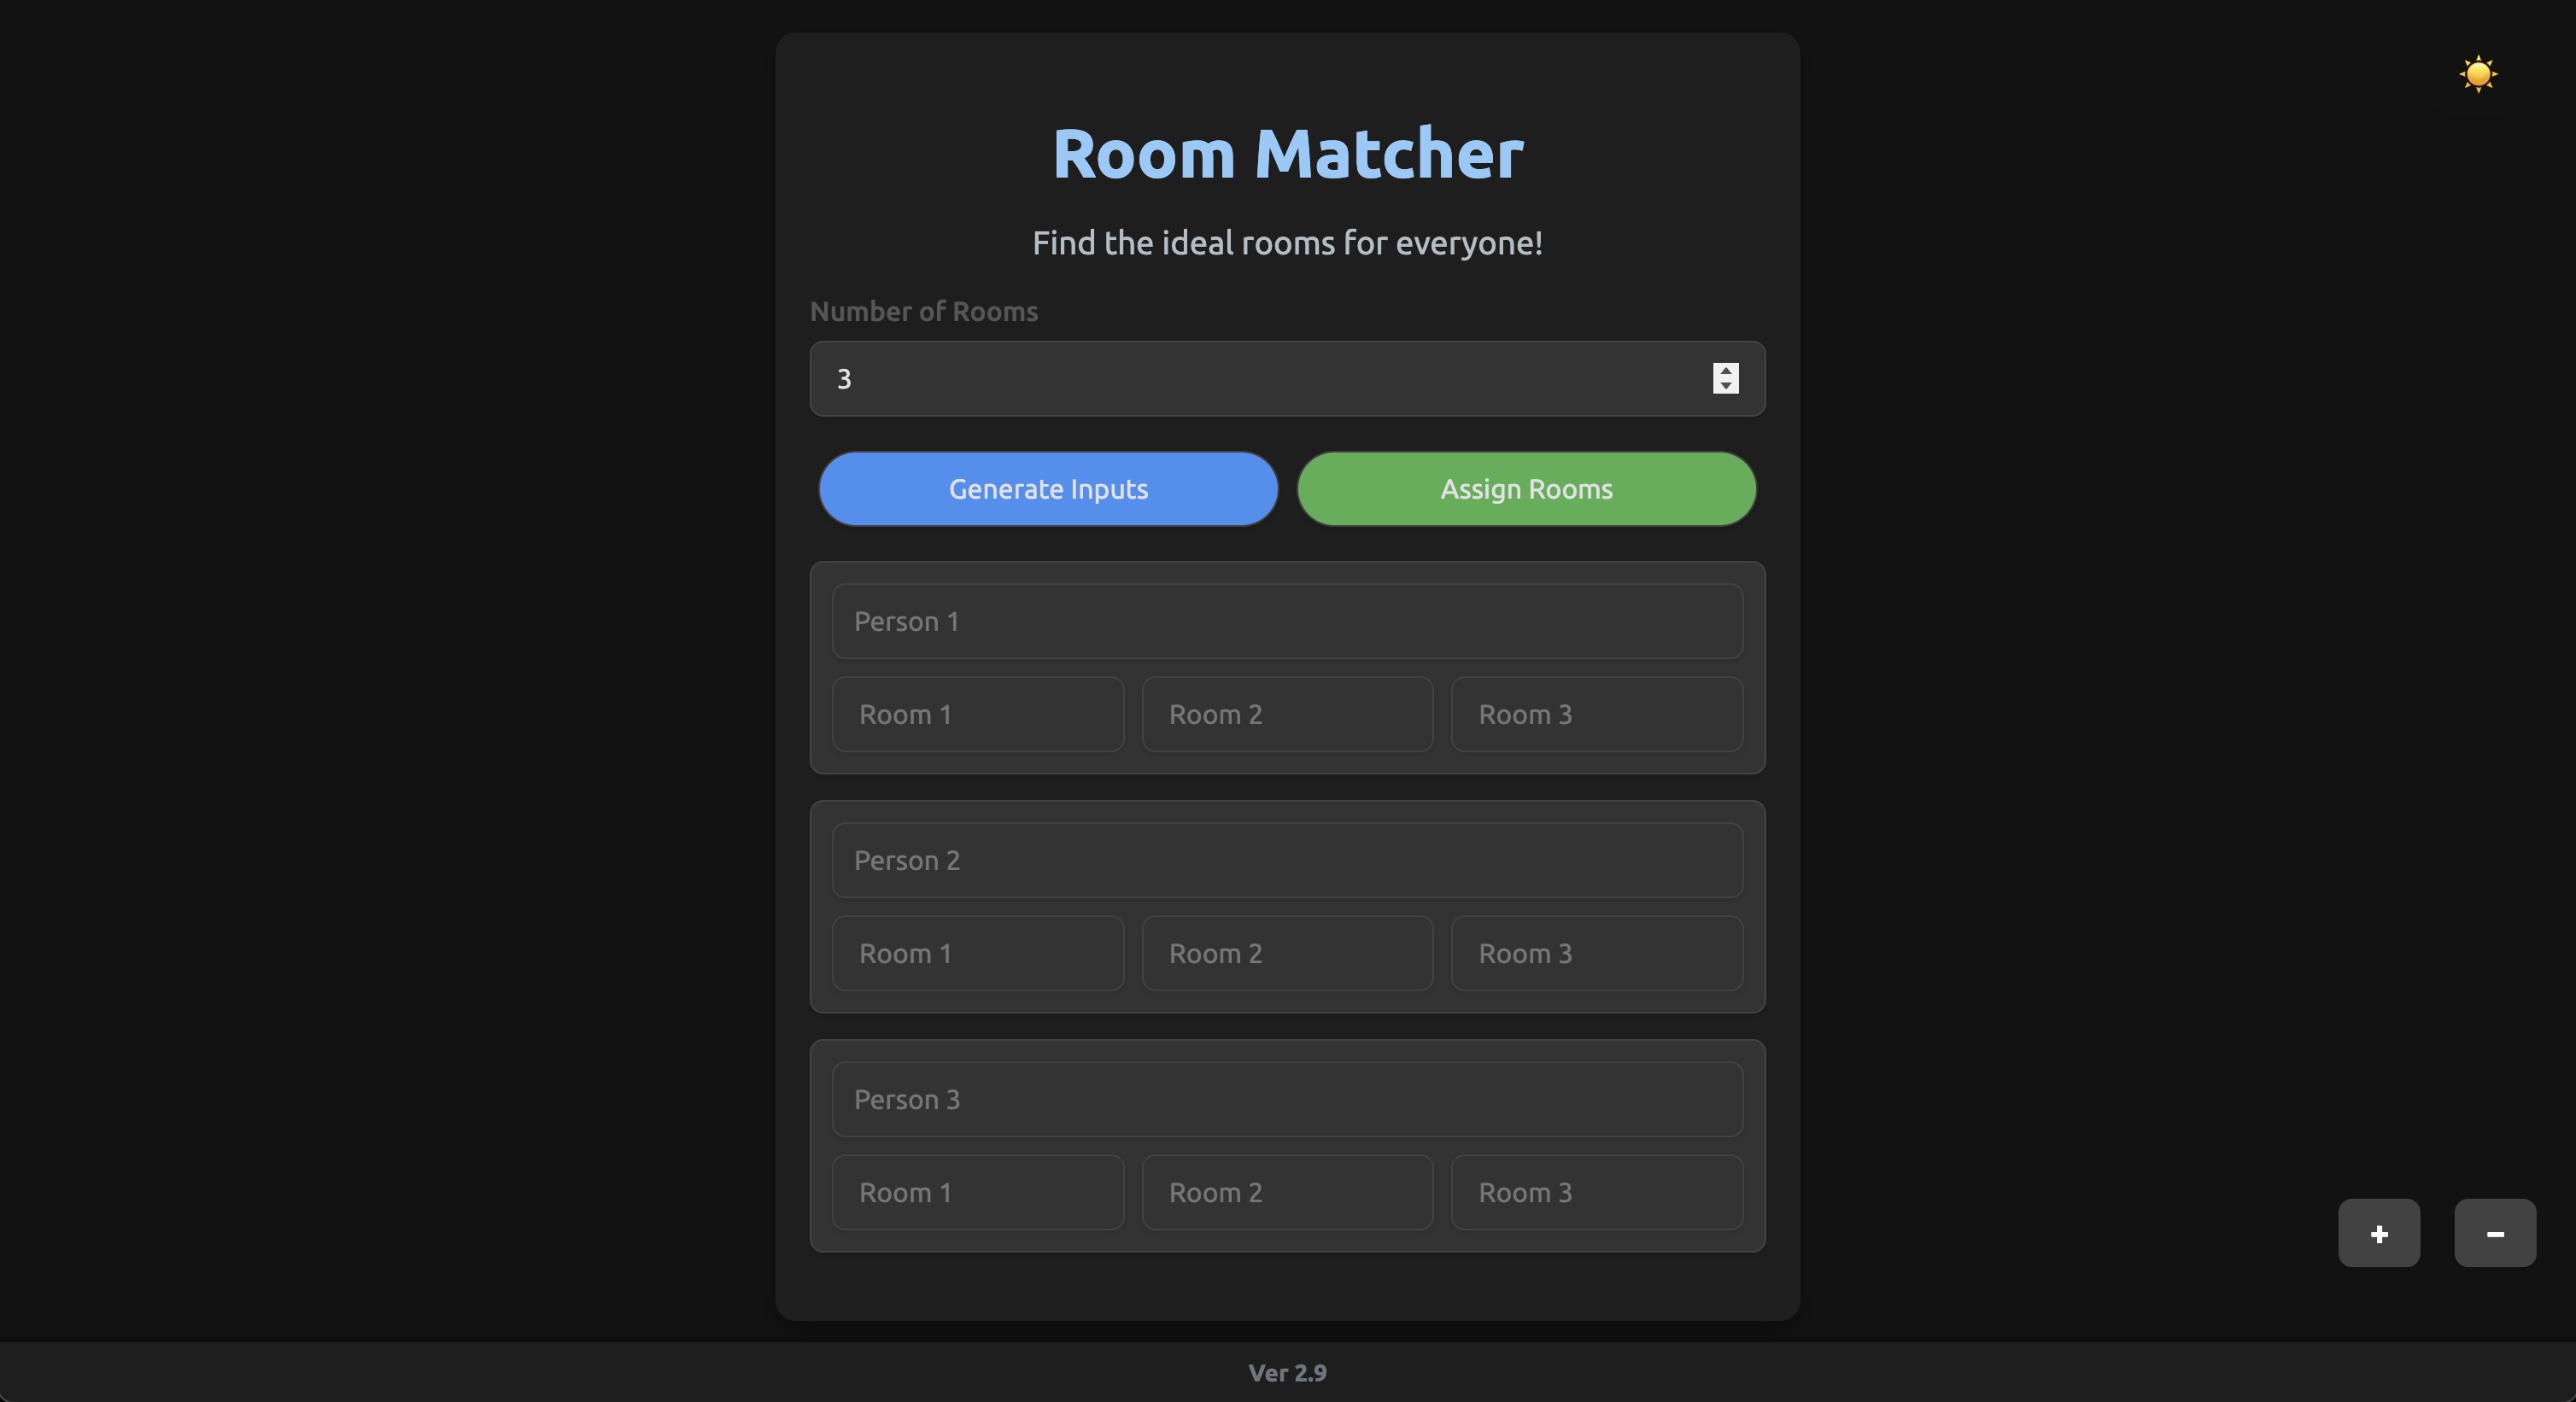 Room Matcher
Find the ideal rooms for everyone!
Number of Rooms
3
Generate Inputs
Assign Rooms
Person 1
Room 1
Room 2
Room 3
Person 2
Room 1
Room 2
Room 3
Person 3
Room 1
Room 2
Room 3
+
−
Ver 2.9